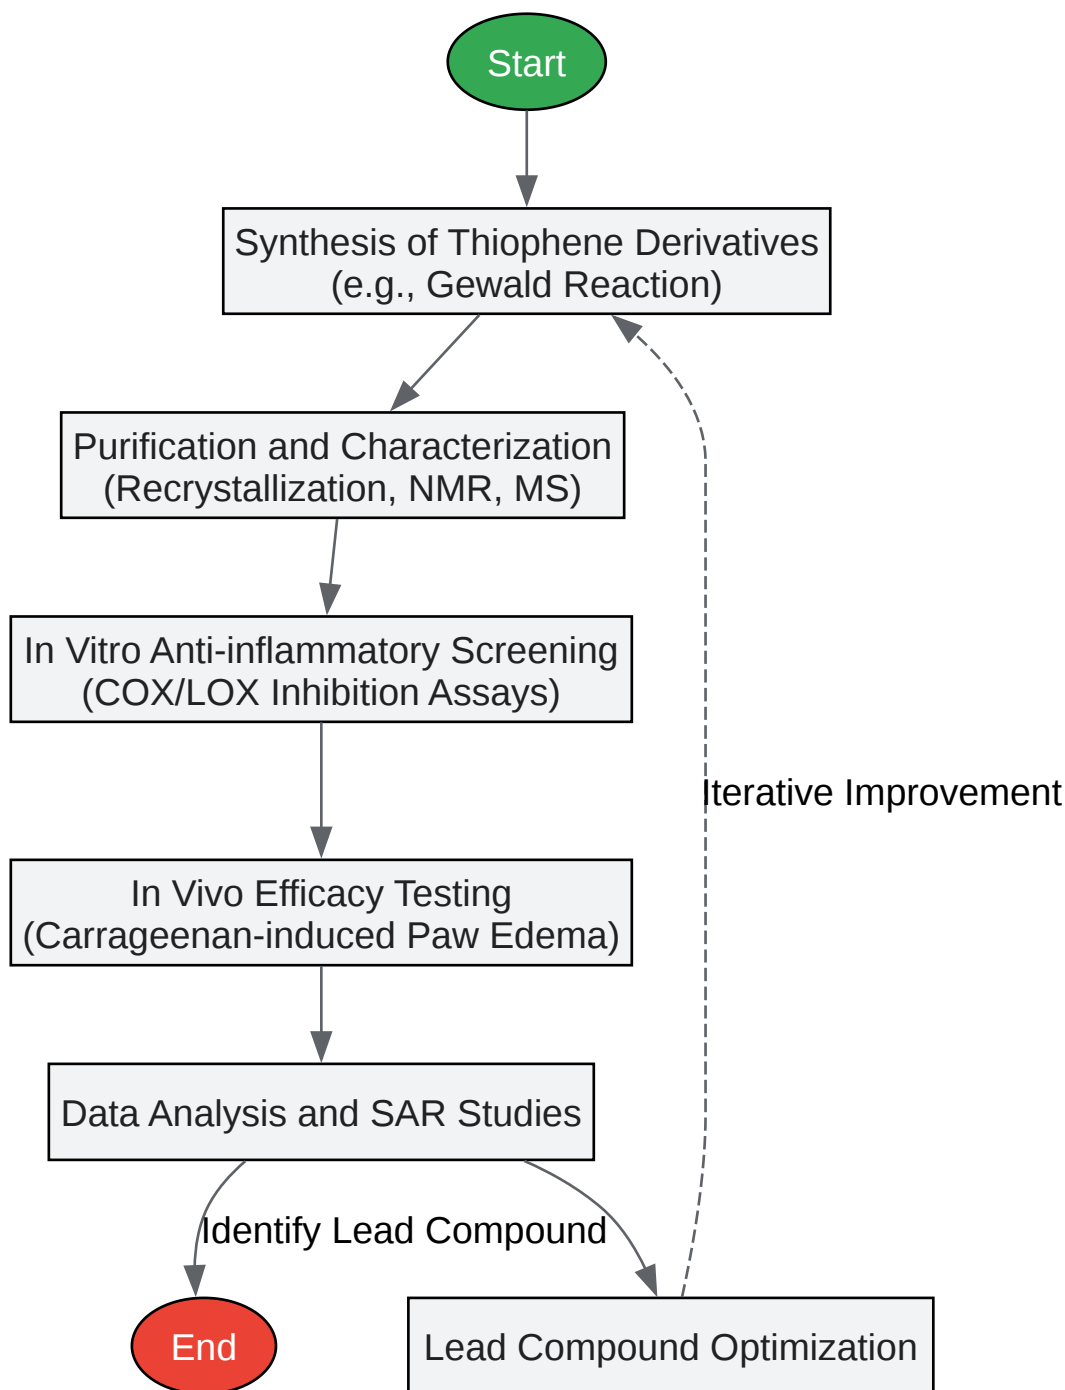 Start
Synthesis of Thiophene Derivatives
(e.g., Gewald Reaction)
Purification and Characterization
(Recrystallization, NMR, MS)
In Vitro Anti-inflammatory Screening
(COX/LOX Inhibition Assays)
Iterative Improvement
In Vivo Efficacy Testing
(Carrageenan-induced Paw Edema)
Data Analysis and SAR Studies
Identify Lead Compound
End
Lead Compound Optimization